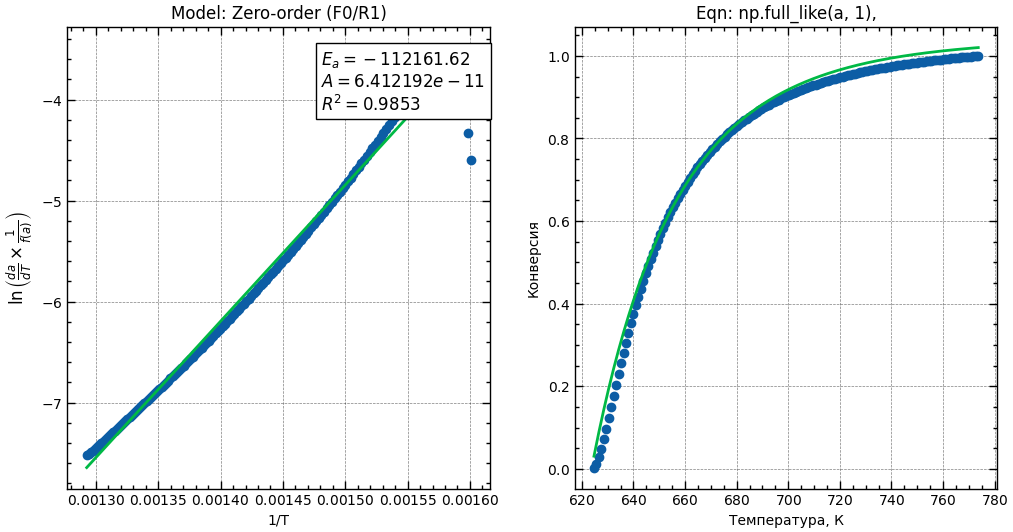 Model: Zero-order (F0/R1)
E_a = −112161.62
A = 6.412192e − 11
R² = 0.9853
−4
−5
−6
−7
ln (da/dT × 1/f(a))
0.00130 0.00135 0.00140 0.00145 0.00150 0.00155 0.00160
1/T
Eqn: np.full_like(a, 1),
1.0
0.8
0.6
0.4
0.2
0.0
Конверсия
620 640 660 680 700 720 740 760 780
Температура, К